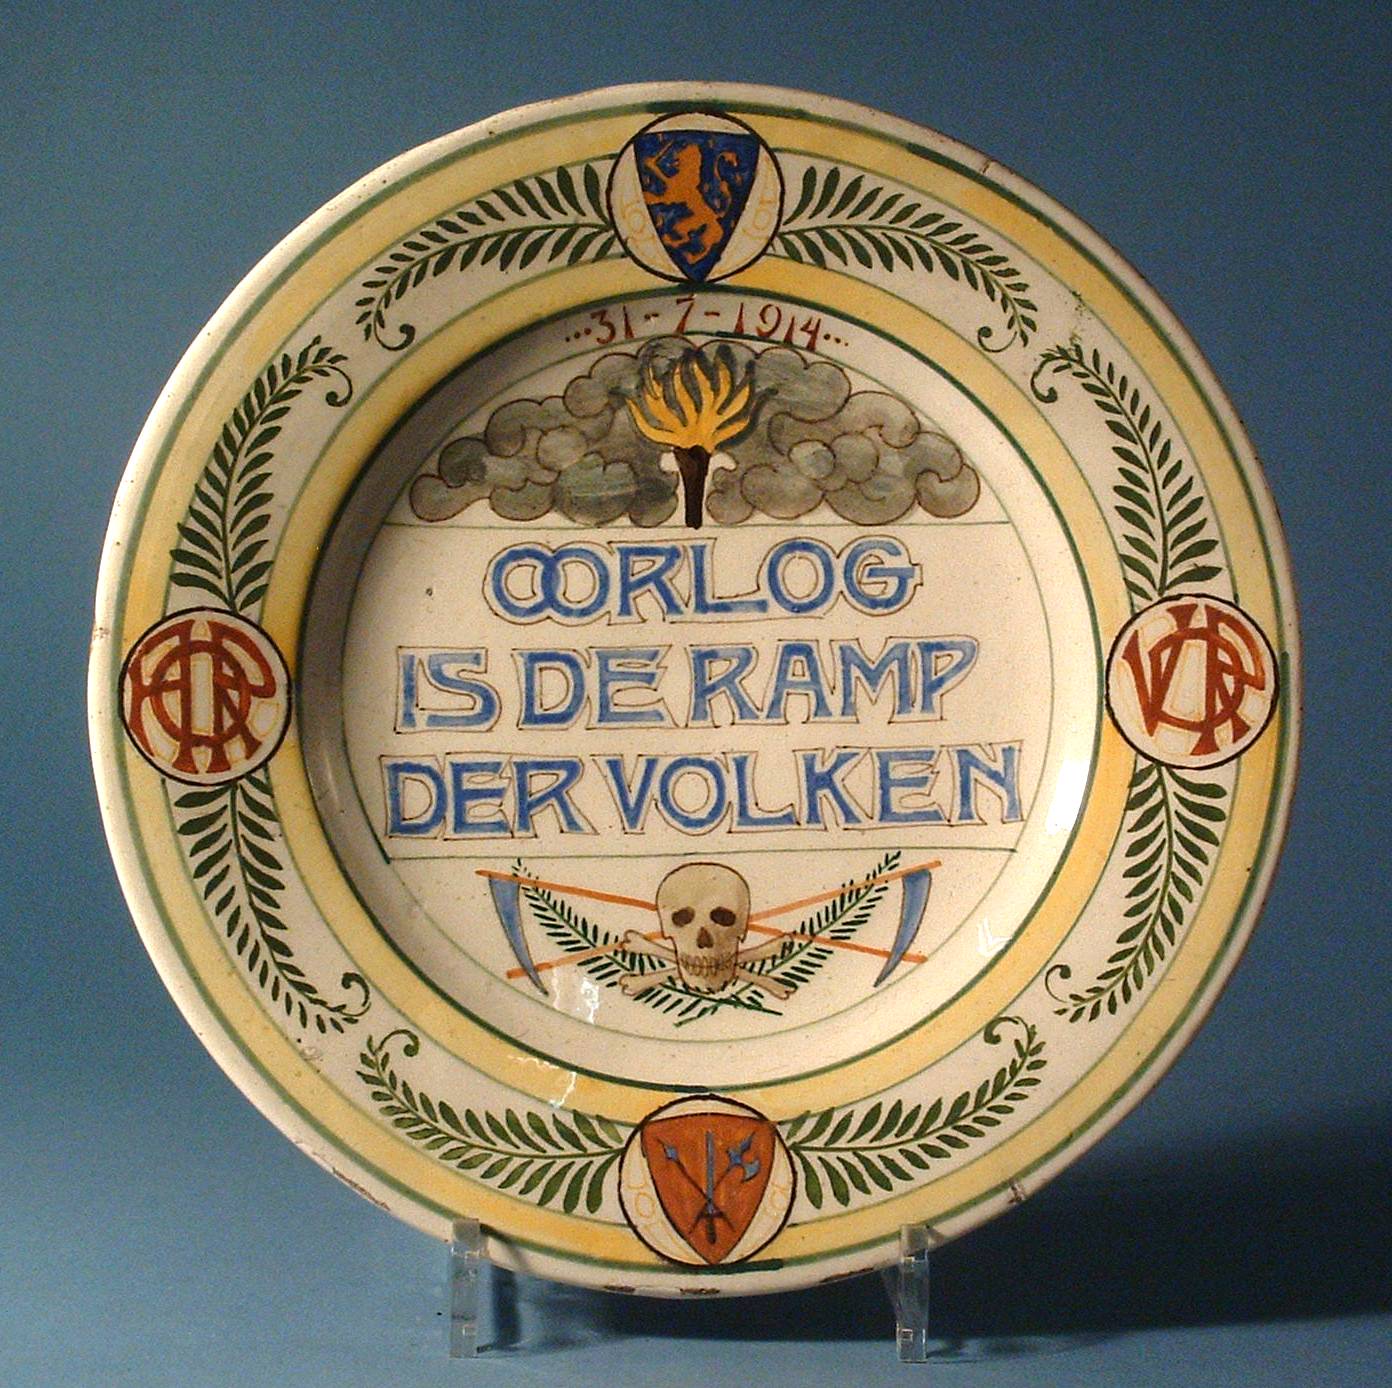 ...31-7-1914...
OORLOG
IS DE RAMP
DER VOLKEN